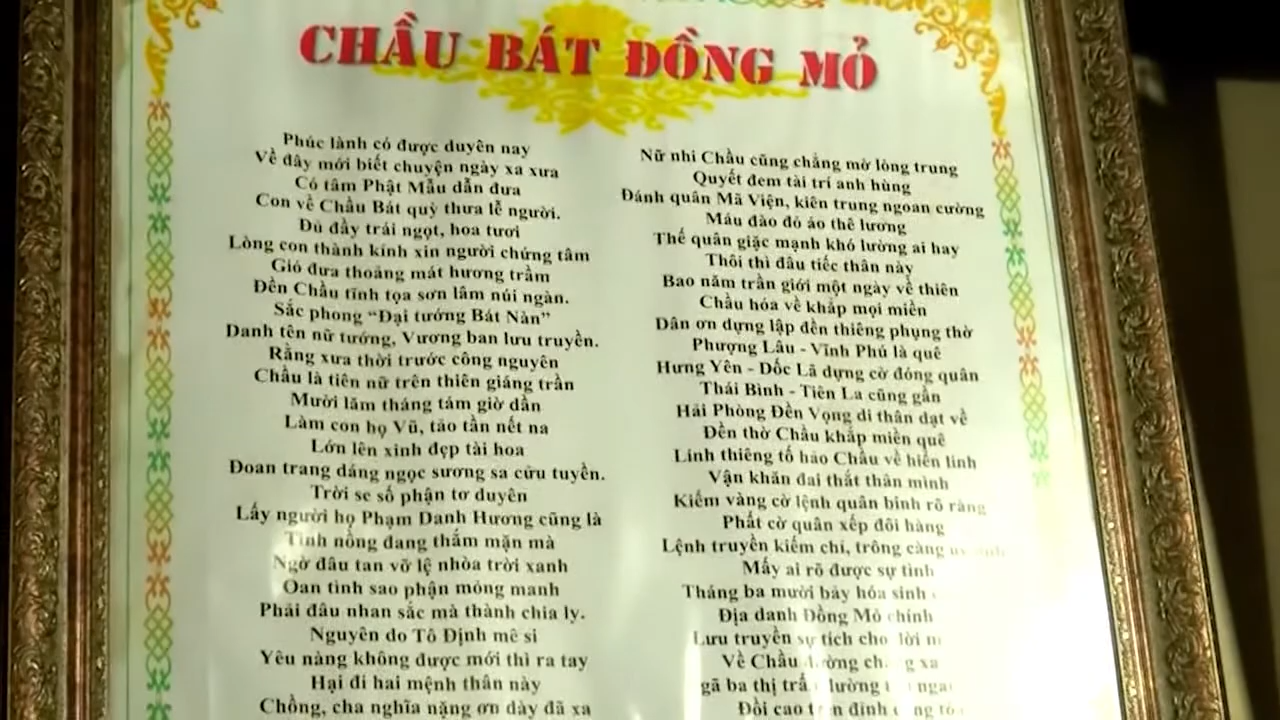 CHẦU BÁT ĐỒNG MỎ
Phúc lành có được duyên nay
Về đây mới biết chuyện ngày xa xưa
Có tâm Phật Mẫu dẫn đưa
Con về Chầu Bát quỳ thưa lễ người.
Đủ đầy trái ngọt, hoa tươi
Lòng con thành kính xin người chứng tâm
Gió đưa thoảng mát hương trầm
Đền Chầu tĩnh tọa sơn lâm núi ngàn.
Sắc phong “Đại tướng Bát Nàn”
Danh tên nữ tướng, Vương ban lưu truyền.
Rằng xưa thời trước công nguyên
Chầu là tiên nữ trên thiên giáng trần
Mười lăm tháng tám giờ dần
Làm con họ Vũ, tảo tần nết na
Lớn lên xinh đẹp tài hoa
Đoan trang dáng ngọc sương sa cửu tuyền.
Trời se số phận tơ duyên
Lấy người họ Phạm Danh Hương cũng là
Tình nồng đang thắm mặn mà
Ngờ đâu tan vỡ lệ nhòa trời xanh
Oan tình sao phận mỏng manh
Phải đâu nhan sắc mà thành chia ly.
Nguyên do Tô Định mê si
Yêu nàng không được mới thì ra tay
Hại đi hai mệnh thân này
Chồng, cha nghĩa nặng ơn dày đã xa
Nữ nhi Chầu cũng chẳng mờ lòng trung
Quyết đem tài trí anh hùng
Đánh quân Mã Viện, kiên trung ngoan cường
Máu đào đỏ áo thê lương
Thế quân giặc mạnh khó lường ai hay
Thôi thì đâu tiếc thân này
Bao năm trần giới một ngày về thiên
Chầu hóa về khắp mọi miền
Dân ơn dựng lập đền thiêng phụng thờ
Phượng Lâu - Vĩnh Phú là quê
Hưng Yên - Dốc Lã dựng cờ đóng quân
Thái Bình - Tiên La cũng gần
Hải Phòng Đền Vọng di thân dạt về
Đền thờ Chầu khắp miền quê
Linh thiêng tố hảo Chầu về hiển linh
Vận khăn đai thắt thân mình
Kiếm vàng cờ lệnh quân binh rõ ràng
Phất cờ quân xếp đôi hàng
Lệnh truyền kiếm chỉ, trông càng
Mấy ai rõ được sự tình
Tháng ba mười bảy hóa sinh
Địa danh Đồng Mỏ chính
Lưu truyền sự tích cho
Về Chầu xa
gã ba thị
Đồi cao đỉnh